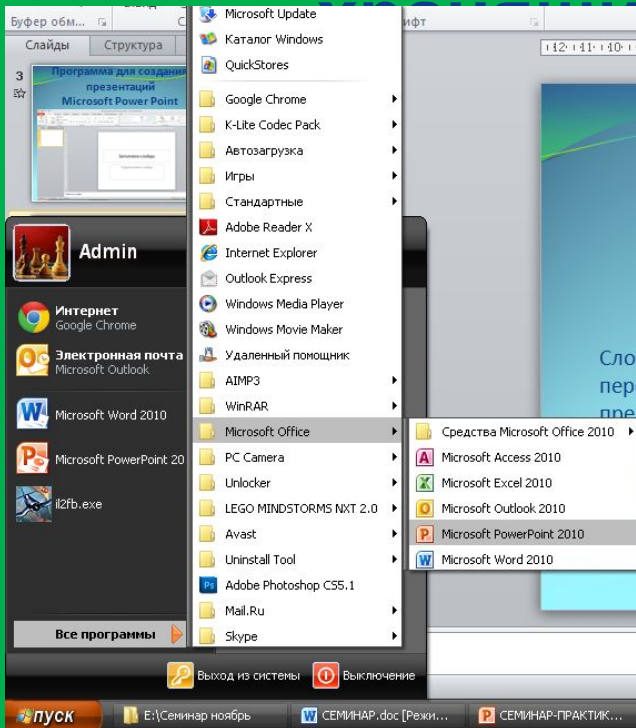 Буфер обм...
Слайды
Структура
3
Программа для создания
презентаций
Microsoft Power Point
Admin
Интернет
Google Chrome
Электронная почта
Microsoft Outlook
Microsoft Word 2010
Microsoft PowerPoint 20
il2fb.exe
Все программы
Microsoft Update
Каталог Windows
QuickStores
Google Chrome
K-Lite Codec Pack
Автозагрузка
Игры
Стандартные
Adobe Reader X
Internet Explorer
Outlook Express
Windows Media Player
Windows Movie Maker
Удаленный помощник
AIMP3
WinRAR
Microsoft Office
PC Camera
Unlocker
LEGO MINDSTORMS NXT 2.0
Avast
Uninstall Tool
Adobe Photoshop CS5.1
Mail.Ru
Skype
Средства Microsoft Office 2010
Microsoft Access 2010
Microsoft Excel 2010
Microsoft Outlook 2010
Microsoft PowerPoint 2010
Microsoft Word 2010
Выход из системы
Выключение
пуск
E:\Семинар ноябрь
СЕМИНАР.doc [Режи...
СЕМИНАР-ПРАКТИК...